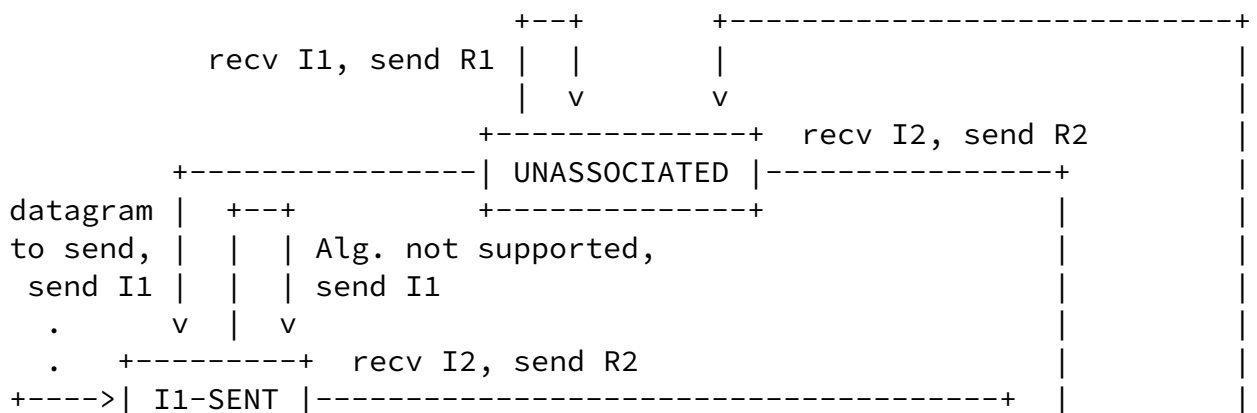 +--+       +----------------------------+
           recv I1, send R1 |  |       |                            |
                            |  v       v                            |
                          +--------------+  recv I2, send R2        |
         +----------------| UNASSOCIATED |----------------+         |
datagram |  +--+          +--------------+                |         |
to send, |  |  | Alg. not supported,                      |         |
 send I1 |  |  | send I1                                  |         |
  .      v  |  v                                          |         |
  .   +---------+  recv I2, send R2                       |         |
+---->| I1-SENT |--------------------------------------+  |         |